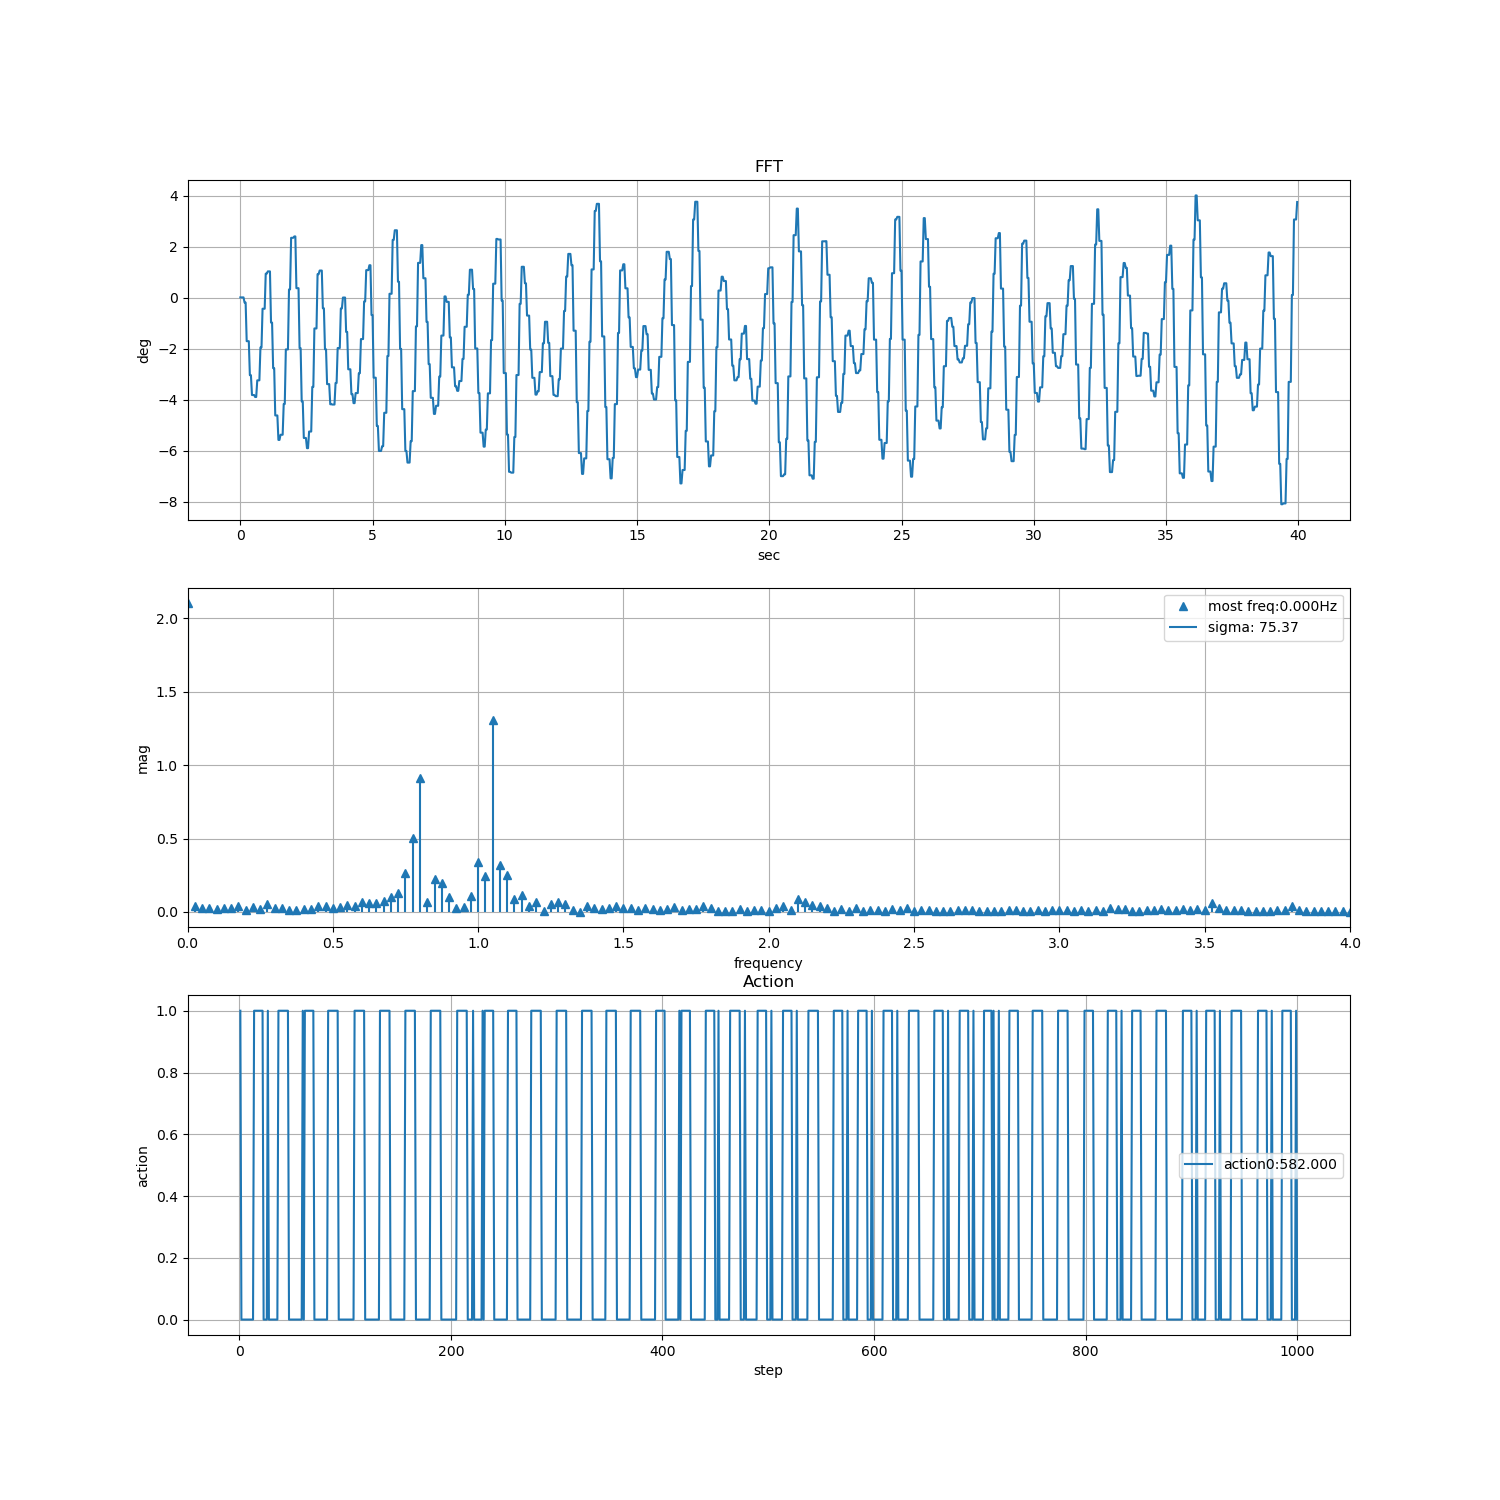 FFT
4
2
0
−2
−4
−6
−8
deg
0 5 10 15 20 25 30 35 40
sec
2.0
1.5
1.0
0.5
0.0
mag
most freq:0.000Hz
sigma: 75.37
0.0 0.5 1.0 1.5 2.0 2.5 3.0 3.5 4.0
frequency
Action
1.0
0.8
0.6
0.4
0.2
0.0
action
action0:582.000
0 200 400 600 800 1000
step